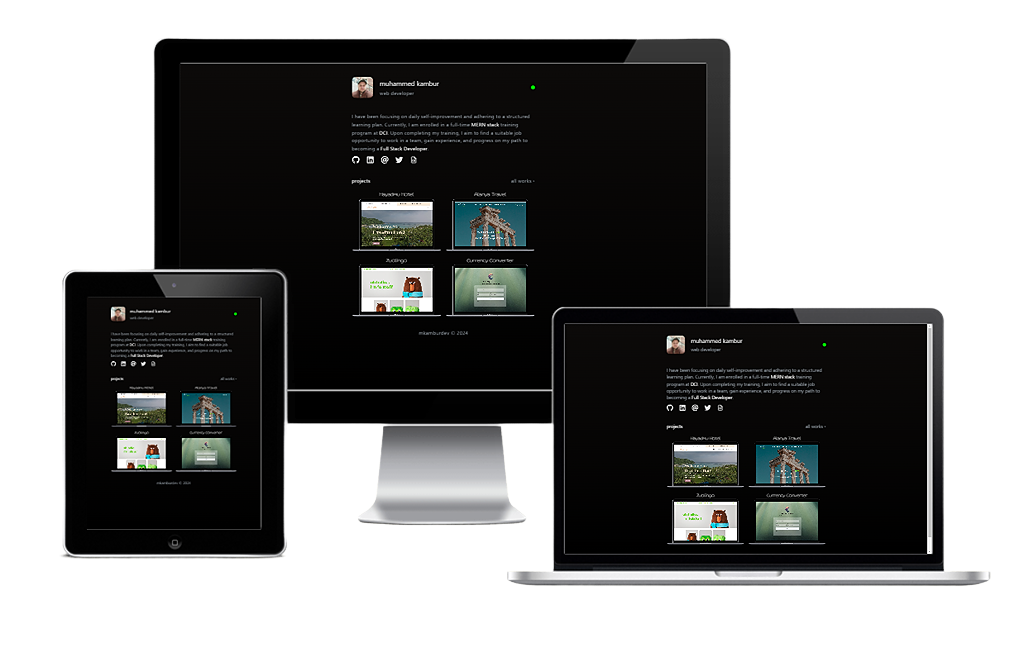 muhammed kambur
web developer
I have been focusing on daily self-improvement and adhering to a structured
learning plan. Currently, I am enrolled in a full-time MERN stack training
program at DCI. Upon completing my training, I aim to find a suitable job
opportunity to work in a team, gain experience, and progress on my path to
becoming a Full Stack Developer
projects
all works ›
Alanya Travel
Zuolingo
Currency Converter
mkamburdev © 2024
muhammed kambur
web developer
I have been focusing on daily self-improvement and adhering to a structured
learning plan. Currently, I am enrolled in a full-time MERN stack training
program at DCI. Upon completing my training, I aim to find a suitable job
opportunity to work in a team, gain experience, and progress on my path to
becoming a Full Stack Developer
projects
all works ›
Alanya Travel
Zuolingo
Currency Converter
mkamburdev © 2024
muhammed kambur
web developer
I have been focusing on daily self-improvement and adhering to a structured
learning plan. Currently, I am enrolled in a full-time MERN stack training
program at DCI. Upon completing my training, I aim to find a suitable job
opportunity to work in a team, gain experience, and progress on my path to
becoming a Full Stack Developer
projects
all works ›
Alanya Travel
Zuolingo
Currency Converter